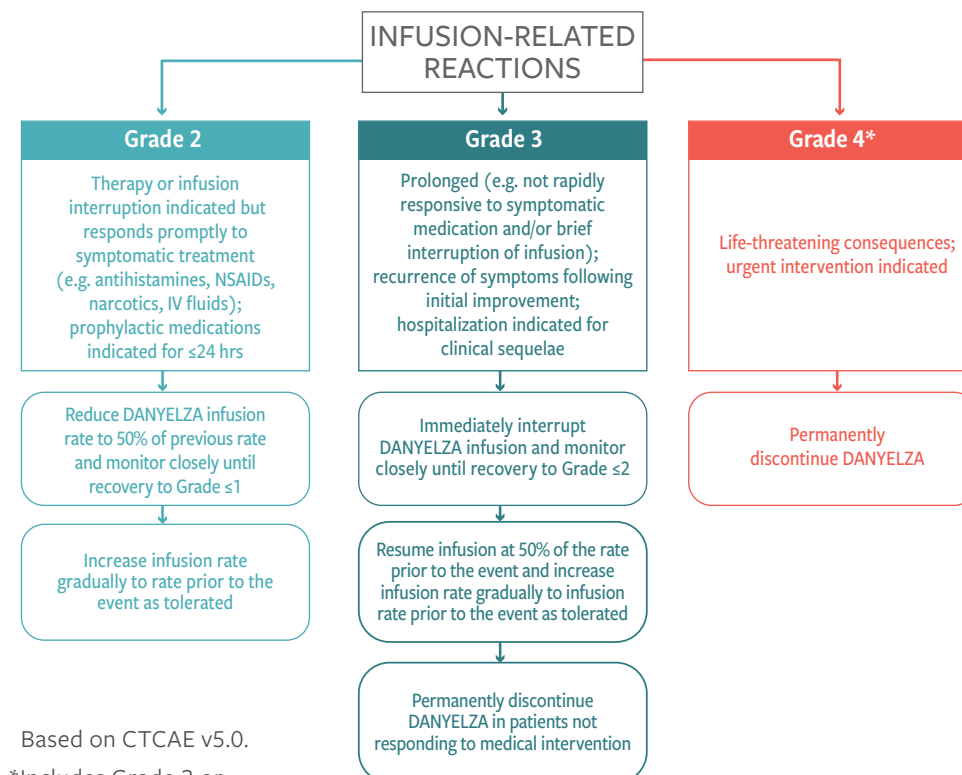 INFUSION-RELATED
REACTIONS
Grade 2
Therapy or infusion
interruption indicated but
responds promptly to
symptomatic treatment
(e.g. antihistamines, NSAIDs,
narcotics, IV fluids);
prophylactic medications
indicated for ≤24 hrs
Reduce DANYELZA infusion
rate to 50% of previous rate
and monitor closely until
recovery to Grade ≤1
Increase infusion rate
gradually to rate prior to the
event as tolerated
Grade 3
Prolonged (e.g. not rapidly
responsive to symptomatic
medication and/or brief
interruption of infusion);
recurrence of symptoms following
initial improvement;
hospitalization indicated for
clinical sequelae
Immediately interrupt
DANYELZA infusion and monitor
closely until recovery to Grade ≤2
Resume infusion at 50% of the rate
prior to the event and increase
infusion rate gradually to infusion
rate prior to the event as tolerated
Permanently discontinue
DANYELZA in patients not
responding to medical intervention
Grade 4*
Life-threatening consequences;
urgent intervention indicated
Permanently
discontinue DANYELZA
Based on CTCAE v5.0.
*Includes Grade 3 or